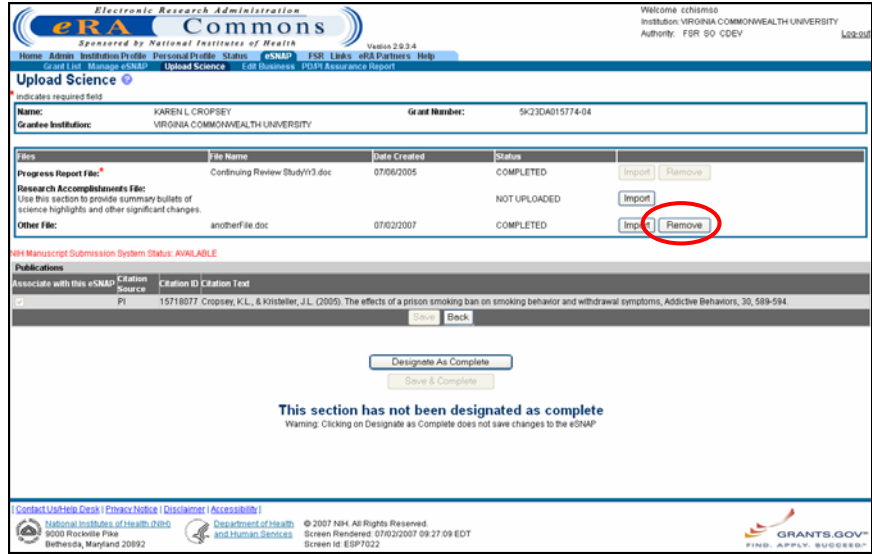 Electronic Research Administration
eRA Commons
Sponsored by National Institutes of Health
Version 2.9.3.4
Welcome cchismso
Institution: VIRGINIA COMMONWEALTH UNIVERSITY
Authority: FSR SO CDEV
Log-out
Home Admin Institution Profile Personal Profile Status eSNAP FSR Links eRA Partners Help
Grant List Manage eSNAP Upload Science Edit Business PD/PI Assurance Report
Upload Science ?
* indicates required field
Name: KAREN L CROPSEY Grant Number: 5K23DA015774-04
Grantee Institution: VIRGINIA COMMONWEALTH UNIVERSITY
Files File Name Date Created Status
Progress Report File:* Continuing Review StudyYr3.doc 07/06/2005 COMPLETED Import Remove
Research Accomplishments File:
Use this section to provide summary bullets of
science highlights and other significant changes.
NOT UPLOADED Import
Other File: anotherFile.doc 07/02/2007 COMPLETED Import Remove
NIH Manuscript Submission System Status: AVAILABLE
Publications
Associate with this eSNAP Citation Source Citation ID Citation Text
PI 15718077 Cropsey, K.L., & Kristeller, J.L. (2005). The effects of a prison smoking ban on smoking behavior and withdrawal symptoms, Addictive Behaviors, 30, 589-594.
Save Back
Designate As Complete
Save & Complete
This section has not been designated as complete
Warning: Clicking on Designate as Complete does not save changes to the eSNAP
[ Contact Us/Help Desk | Privacy Notice | Disclaimer | Accessibility ]
National Institutes of Health (NIH)
9000 Rockville Pike
Bethesda, Maryland 20892
Department of Health
and Human Services
© 2007 NIH. All Rights Reserved.
Screen Rendered: 07/02/2007 09:27:09 EDT
Screen Id: ESP7022
GRANTS.GOV℠
FIND. APPLY. SUCCEED.℠